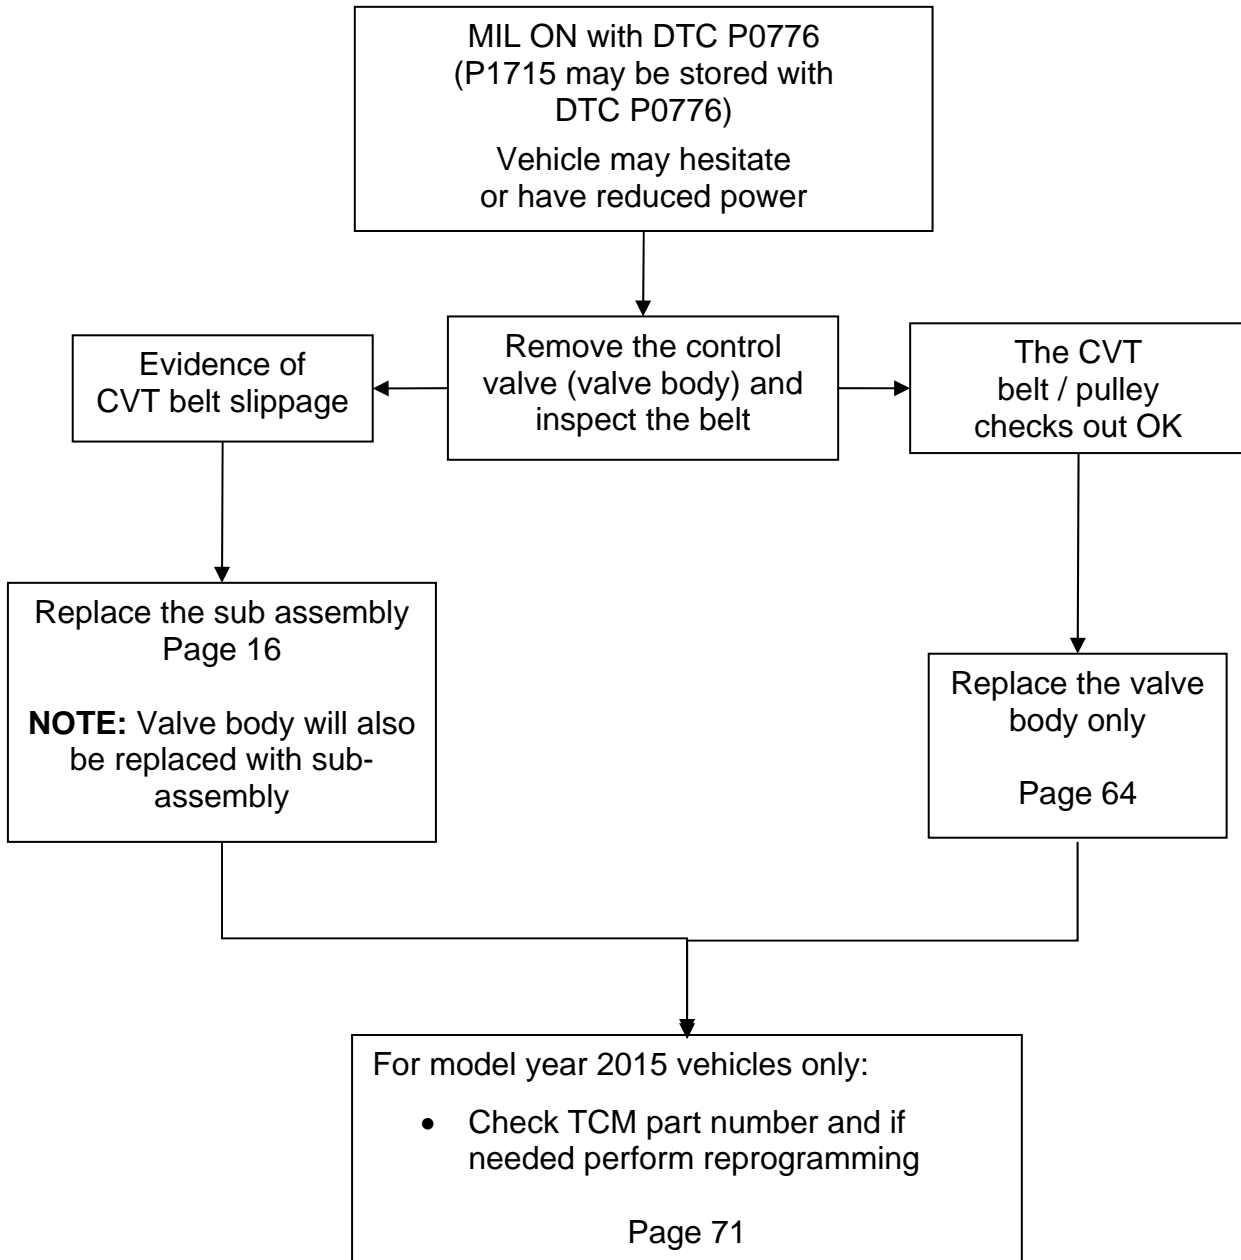 MIL ON with DTC P0776
(P1715 may be stored with
DTC P0776)
Vehicle may hesitate
or have reduced power
Remove the control
valve (valve body) and
inspect the belt
Evidence of
CVT belt slippage
The CVT
belt / pulley
checks out OK
Replace the sub assembly
Page 16
NOTE: Valve body will also
be replaced with sub-
assembly
Replace the valve
body only
Page 64
For model year 2015 vehicles only:
• Check TCM part number and if
needed perform reprogramming
Page 71